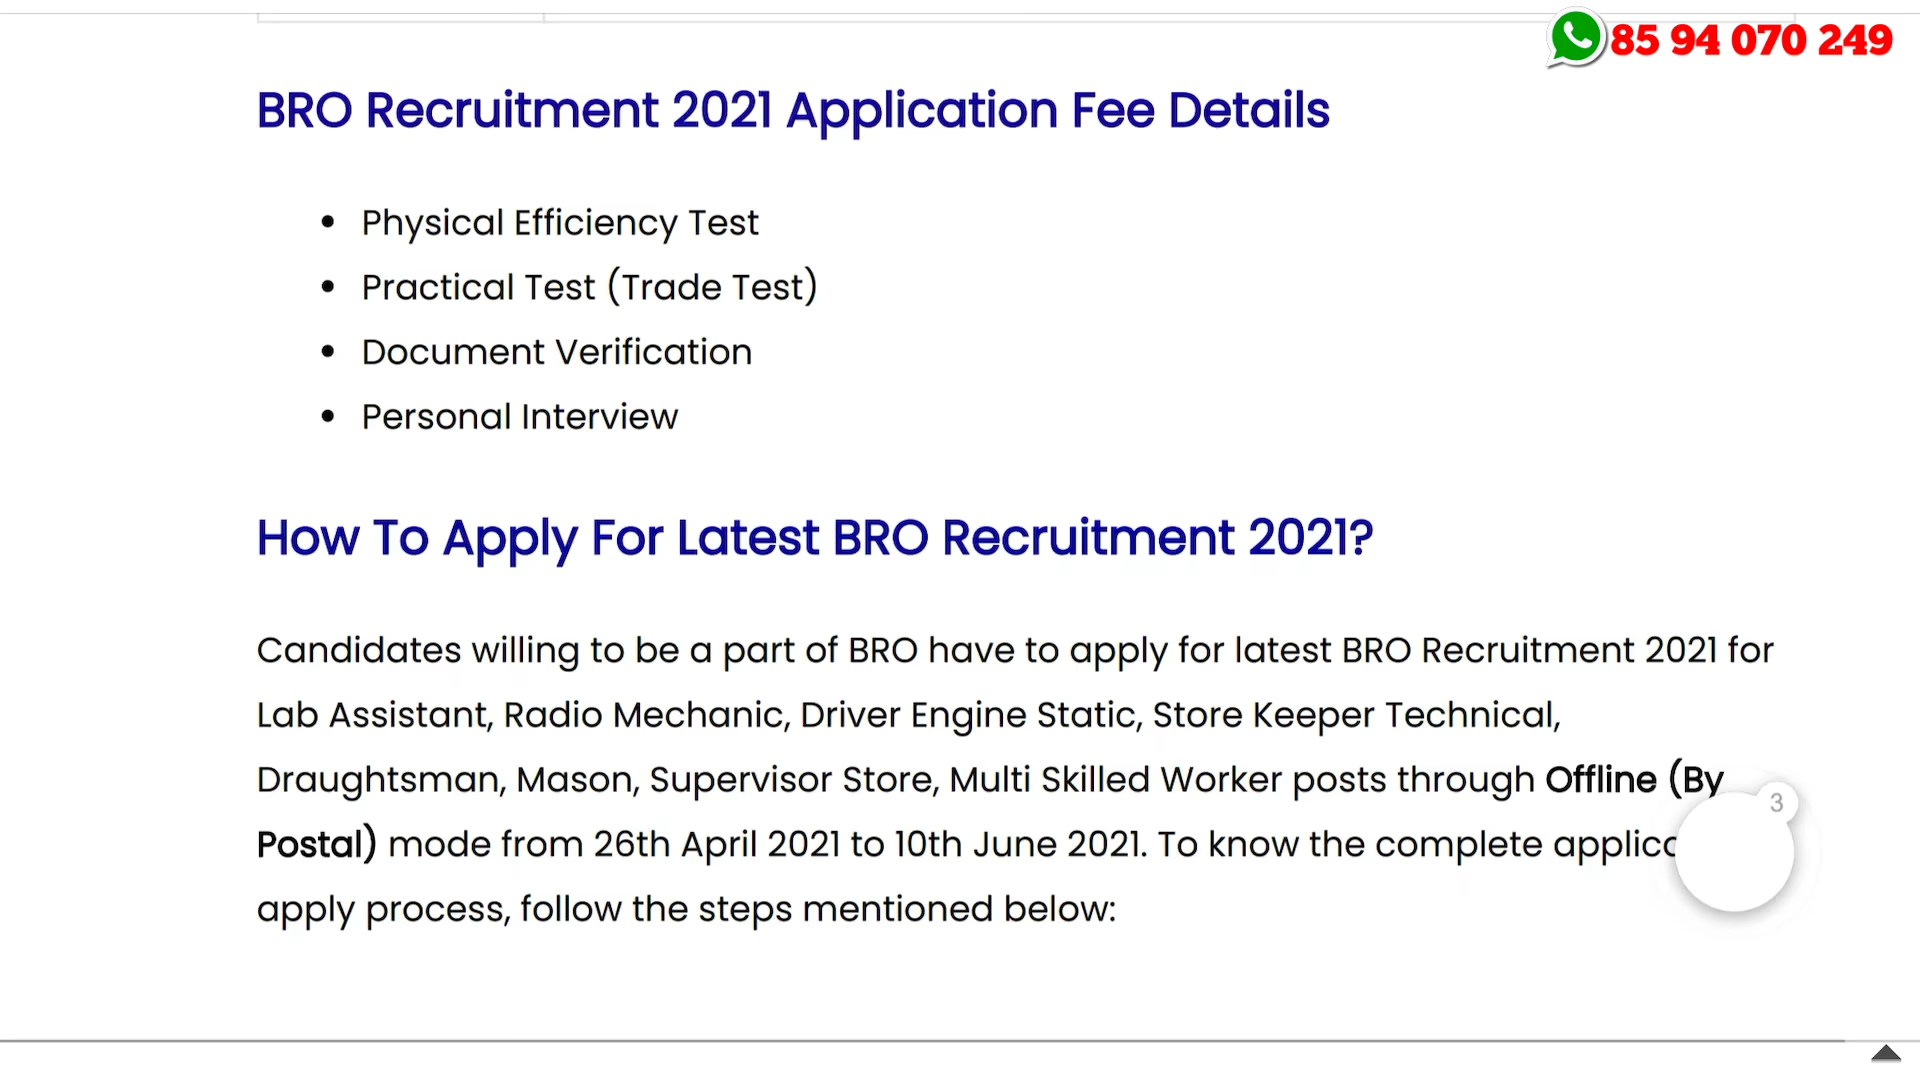 85 94 070 249
BRO Recruitment 2021 Application Fee Details
• Physical Efficiency Test
• Practical Test (Trade Test)
• Document Verification
• Personal Interview
How To Apply For Latest BRO Recruitment 2021?
Candidates willing to be a part of BRO have to apply for latest BRO Recruitment 2021 for
Lab Assistant, Radio Mechanic, Driver Engine Static, Store Keeper Technical,
Draughtsman, Mason, Supervisor Store, Multi Skilled Worker posts through Offline (By
3
Postal) mode from 26th April 2021 to 10th June 2021. To know the complete
apply process, follow the steps mentioned below: